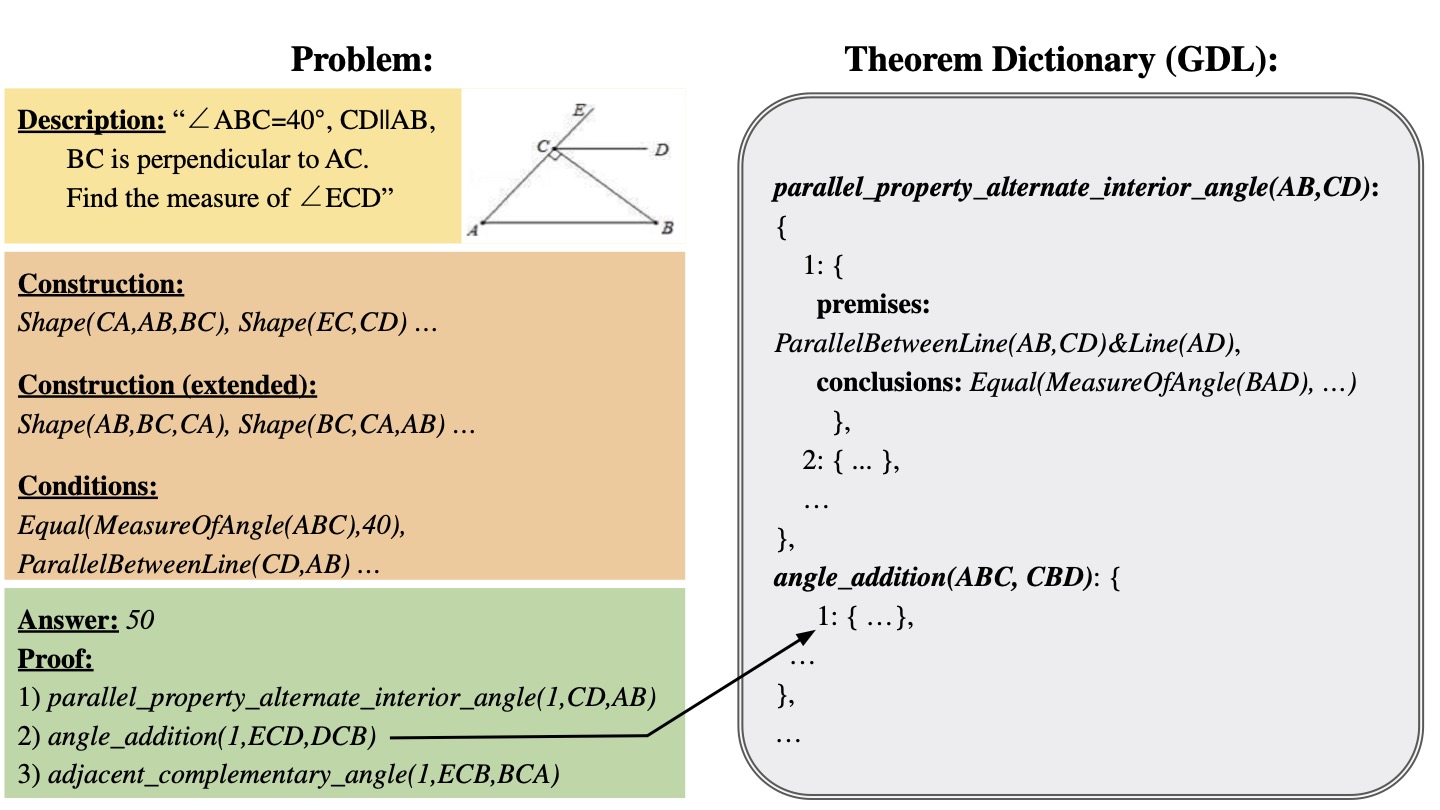 Problem:
Description: “∠ABC=40°, CD||AB,
BC is perpendicular to AC.
Find the measure of ∠ECD”
E
C
D
A
B
Construction:
Shape(CA,AB,BC), Shape(EC,CD) …
Construction (extended):
Shape(AB,BC,CA), Shape(BC,CA,AB) …
Conditions:
Equal(MeasureOfAngle(ABC),40),
ParallelBetweenLine(CD,AB) …
Answer: 50
Proof:
1) parallel_property_alternate_interior_angle(1,CD,AB)
2) angle_addition(1,ECD,DCB)
3) adjacent_complementary_angle(1,ECB,BCA)
Theorem Dictionary (GDL):
parallel_property_alternate_interior_angle(AB,CD):
{
1: {
premises:
ParallelBetweenLine(AB,CD)&Line(AD),
conclusions: Equal(MeasureOfAngle(BAD), …)
},
2: { ... },
…
},
angle_addition(ABC, CBD): {
1: { …},
…
},
…